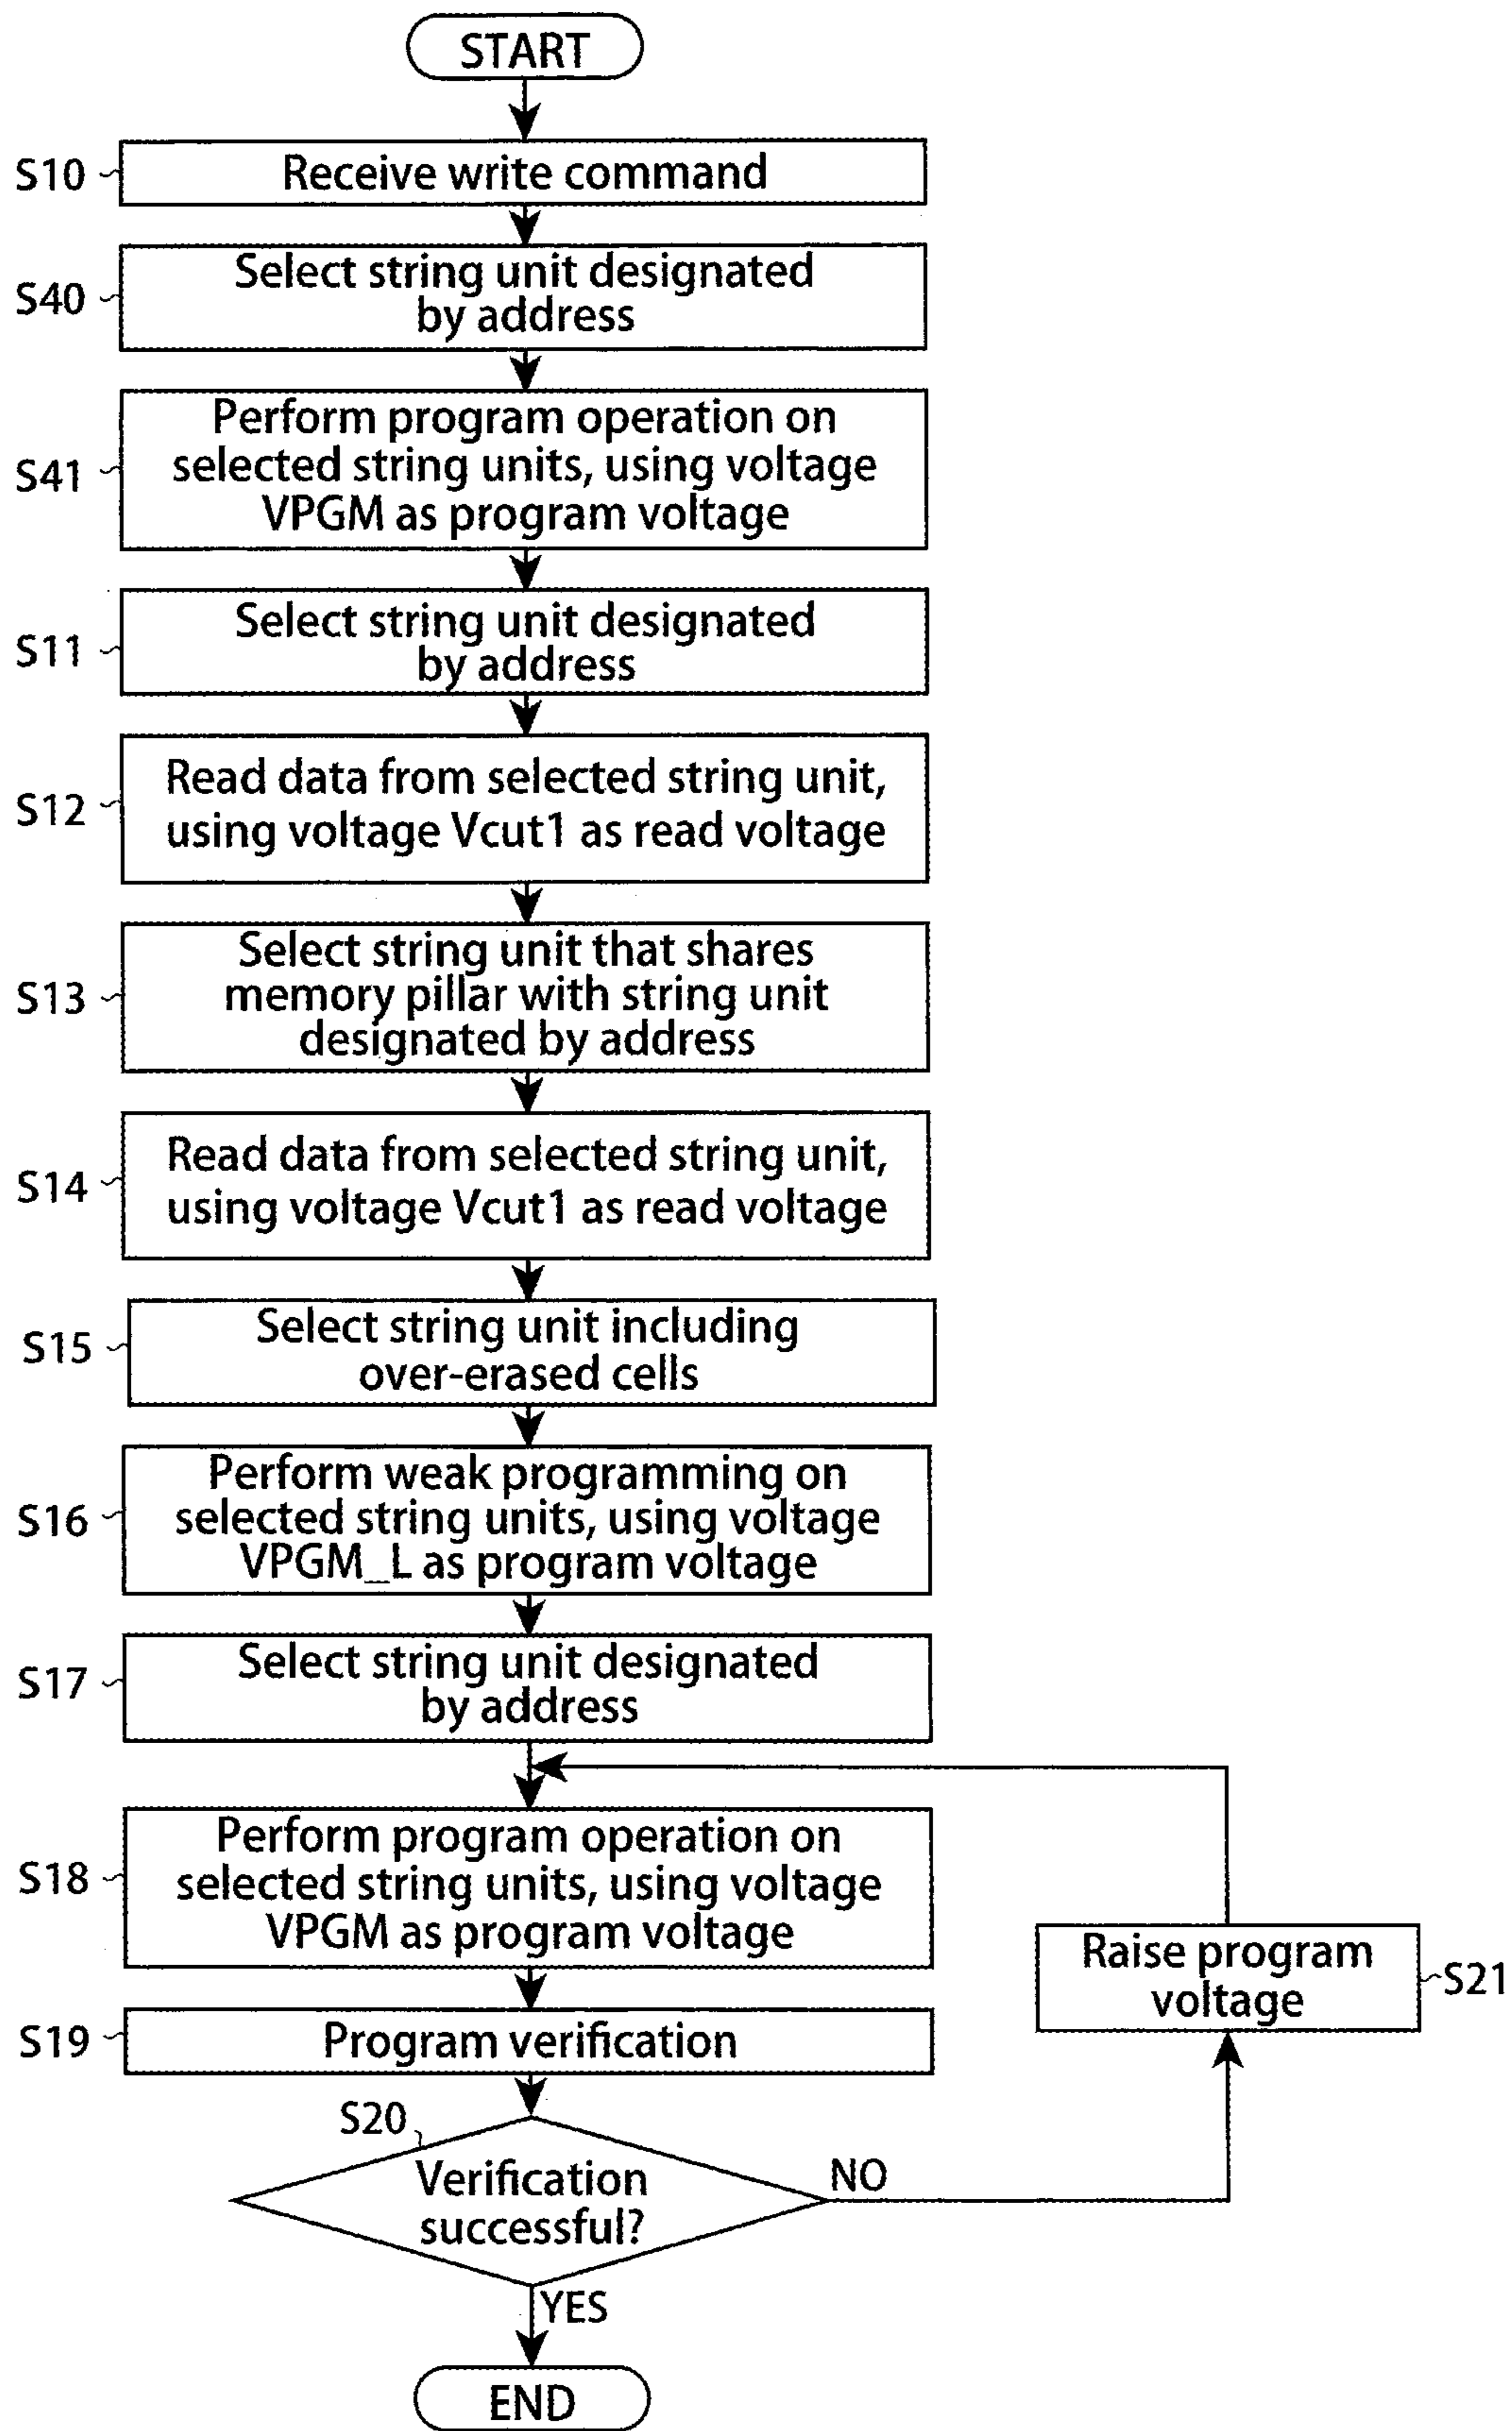 START
S10
Receive write command
S40
Select string unit designated
by address
S41
Perform program operation on
selected string units, using voltage
VPGM as program voltage
S11
Select string unit designated
by address
S12
Read data from selected string unit,
using voltage Vcut1 as read voltage
S13
Select string unit that shares
memory pillar with string unit
designated by address
S14
Read data from selected string unit,
using voltage Vcut1 as read voltage
S15
Select string unit including
over-erased cells
S16
Perform weak programming on
selected string units, using voltage
VPGM_L as program voltage
S17
Select string unit designated
by address
S18
Perform program operation on
selected string units, using voltage
VPGM as program voltage
Raise program
voltage
S21
S19
Program verification
S20
Verification
successful?
NO
YES
END